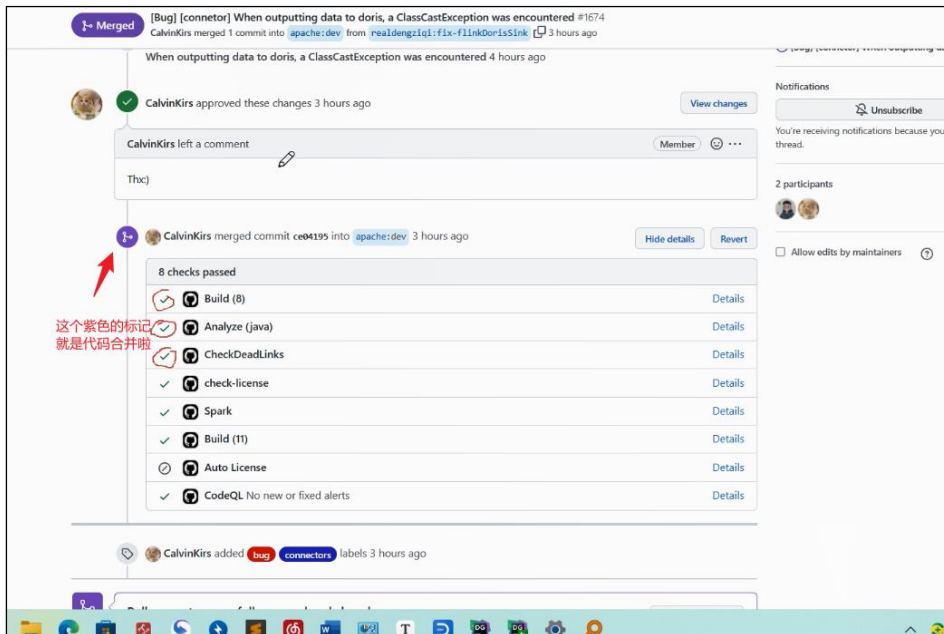 Merged
[Bug] [connetor] When outputting data to doris, a ClassCastException was encountered #1674
CalvinKirs merged 1 commit into apache:dev from realdengziqi:fix-flinkDorisSink 3 hours ago
When outputting data to doris, a ClassCastException was encountered 4 hours ago
CalvinKirs approved these changes 3 hours ago
View changes
CalvinKirs left a comment
Member
Thx:)
CalvinKirs merged commit ce04195 into apache:dev 3 hours ago
Hide details
Revert
8 checks passed
Build (8) Details
Analyze (java) Details
CheckDeadLinks Details
check-license Details
Spark Details
Build (11) Details
Auto License Details
CodeQL No new or fixed alerts Details
这个紫色的标记
就是代码合并啦
CalvinKirs added bug connectors labels 3 hours ago
Notifications
Unsubscribe
You're receiving notifications because you
thread.
2 participants
Allow edits by maintainers